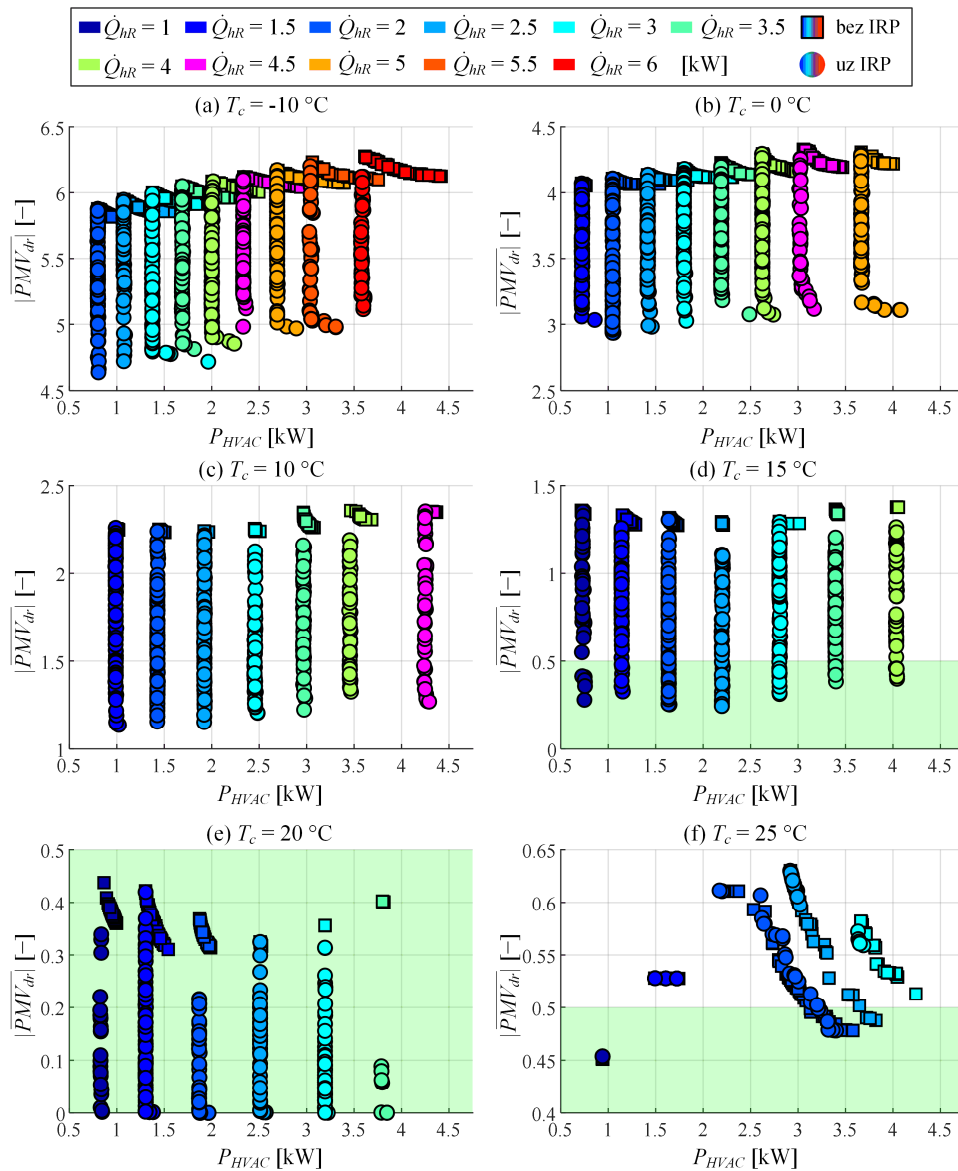 Q̇hR = 1 Q̇hR = 1.5 Q̇hR = 2 Q̇hR = 2.5 Q̇hR = 3 Q̇hR = 3.5 bez IRP
Q̇hR = 4 Q̇hR = 4.5 Q̇hR = 5 Q̇hR = 5.5 Q̇hR = 6 [kW] uz IRP
(a) Tc = -10 °C
6.5
6
5.5
5
4.5
|PMVdr| [−]
0.5 1 1.5 2 2.5 3 3.5 4 4.5
PHVAC [kW]
(b) Tc = 0 °C
4.5
4
3.5
3
2.5
|PMVdr| [−]
0.5 1 1.5 2 2.5 3 3.5 4 4.5
PHVAC [kW]
(c) Tc = 10 °C
2.5
2
1.5
1
|PMVdr| [−]
0.5 1 1.5 2 2.5 3 3.5 4 4.5
PHVAC [kW]
(d) Tc = 15 °C
1.5
1
0.5
0
|PMVdr| [−]
0.5 1 1.5 2 2.5 3 3.5 4 4.5
PHVAC [kW]
(e) Tc = 20 °C
0.5
0.4
0.3
0.2
0.1
0
|PMVdr| [−]
0.5 1 1.5 2 2.5 3 3.5 4 4.5
PHVAC [kW]
(f) Tc = 25 °C
0.65
0.6
0.55
0.5
0.45
0.4
|PMVdr| [−]
0.5 1 1.5 2 2.5 3 3.5 4 4.5
PHVAC [kW]